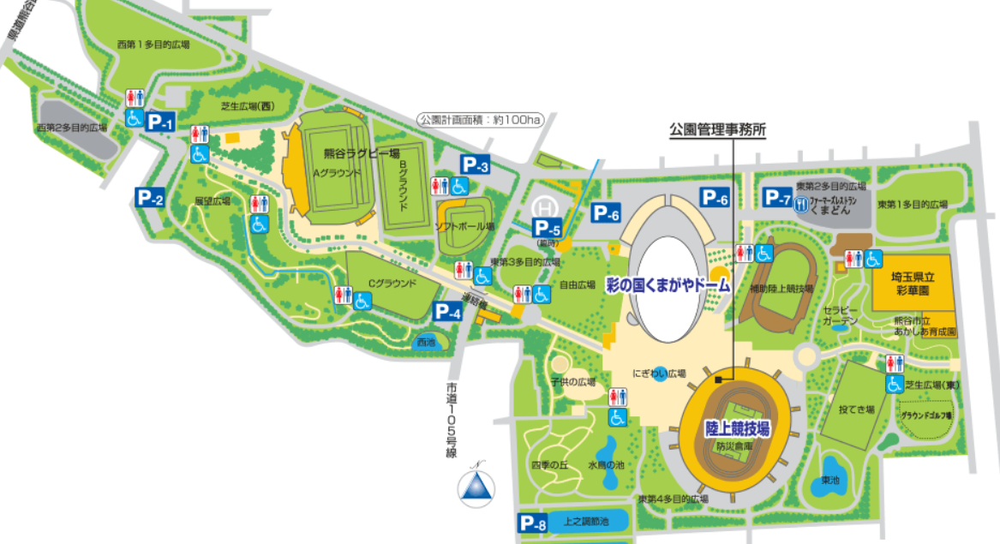 県道熊谷
西第1多目的広場
芝生広場(西)
西第2多目的広場
P-1
公園計画面積：約100ha
公園管理事務所
熊谷ラグビー場
Aグラウンド
Bグラウンド
P-3
P-2
展望広場
ソフトボール場
H
P-5
(臨時)
P-6
P-6
P-7
東第2多目的広場
ファーマーズレストラン
くまどん
東第1多目的広場
東第3多目的広場
自由広場
彩の国くまがやドーム
補助陸上競技場
埼玉県立
彩華園
セラピー
ガーデン
熊谷市立
あかしあ育成園
Cグラウンド
連絡橋
P-4
西池
市道105号線
子供の広場
にぎわい広場
陸上競技場
防災倉庫
投てき場
芝生広場(東)
グラウンドゴルフ場
四季の丘
水鳥の池
東池
東第4多目的広場
N
P-8
上之調節池